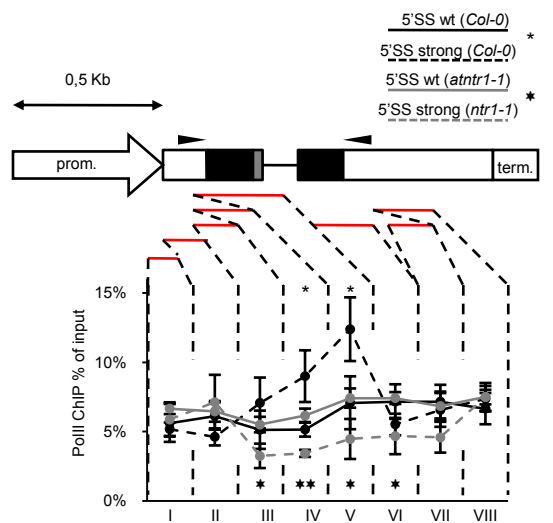 5'SS wt (Col-0)
*
5'SS strong (Col-0)
5'SS wt (atntr1-1)
✶
5'SS strong (ntr1-1)
0,5 Kb
prom.
term.
15%
* *
10%
PolII ChIP % of input
5%
✶ ✶✶ ✶ ✶
0%
I II III IV V VI VII VIII